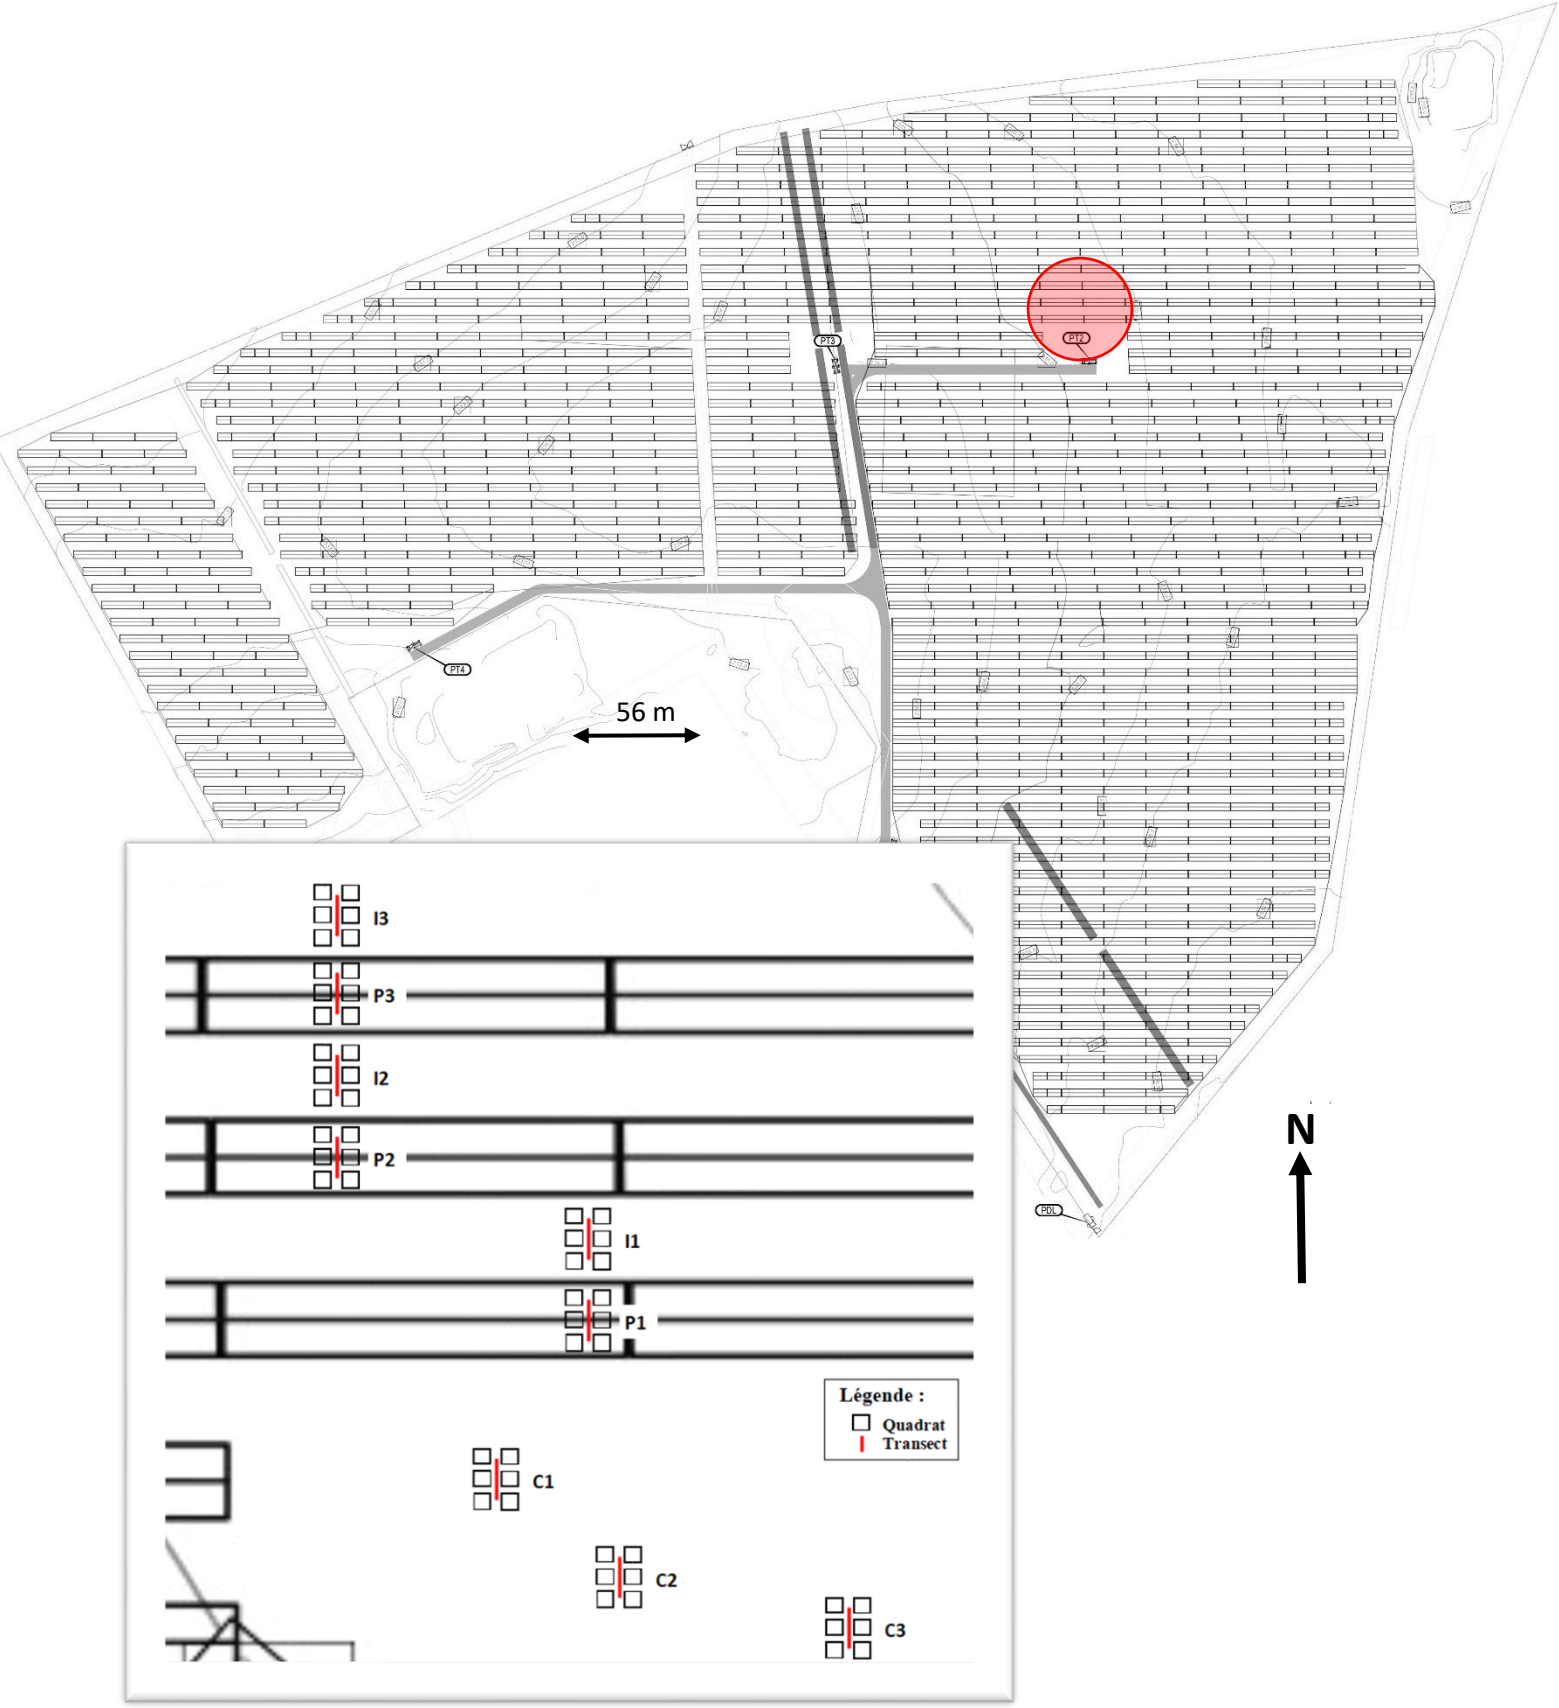 PT3
PT2
PT4
56 m
I3
P3
I2
P2
I1
P1
Légende :
Quadrat
Transect
C1
C2
C3
N
PDL